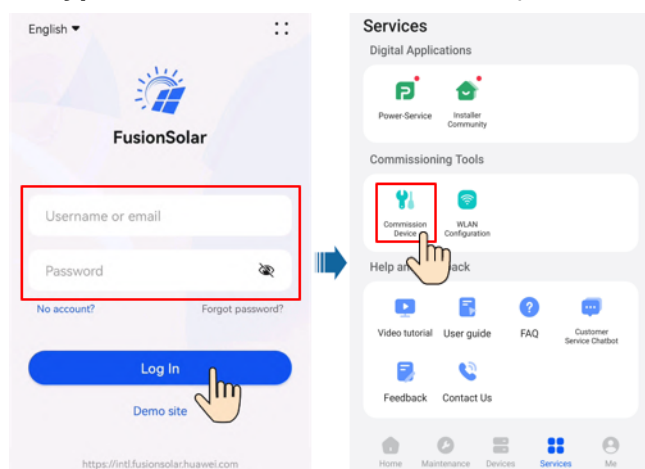 English
FusionSolar
Username or email
Password
No account?
Forgot password?
Log In
Demo site
https://intl.fusionsolar.huawei.com
Services
Digital Applications
Power-Service
Installer
Community
Commissioning Tools
Commission
Device
WLAN
Configuration
Help an
back
Video tutorial
User guide
FAQ
Customer
Service Chatbot
Feedback
Contact Us
Home
Maintenance
Devices
Services
Me